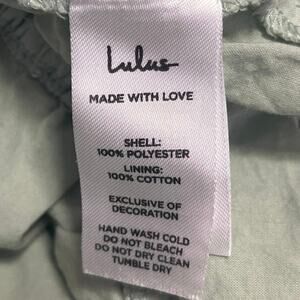 Lulus
MADE WITH LOVE
SHELL:
100% POLYESTER
LINING:
100% COTTON
EXCLUSIVE OF
DECORATION
HAND WASH COLD
DO NOT BLEACH
DO NOT DRY CLEAN
TUMBLE DRY